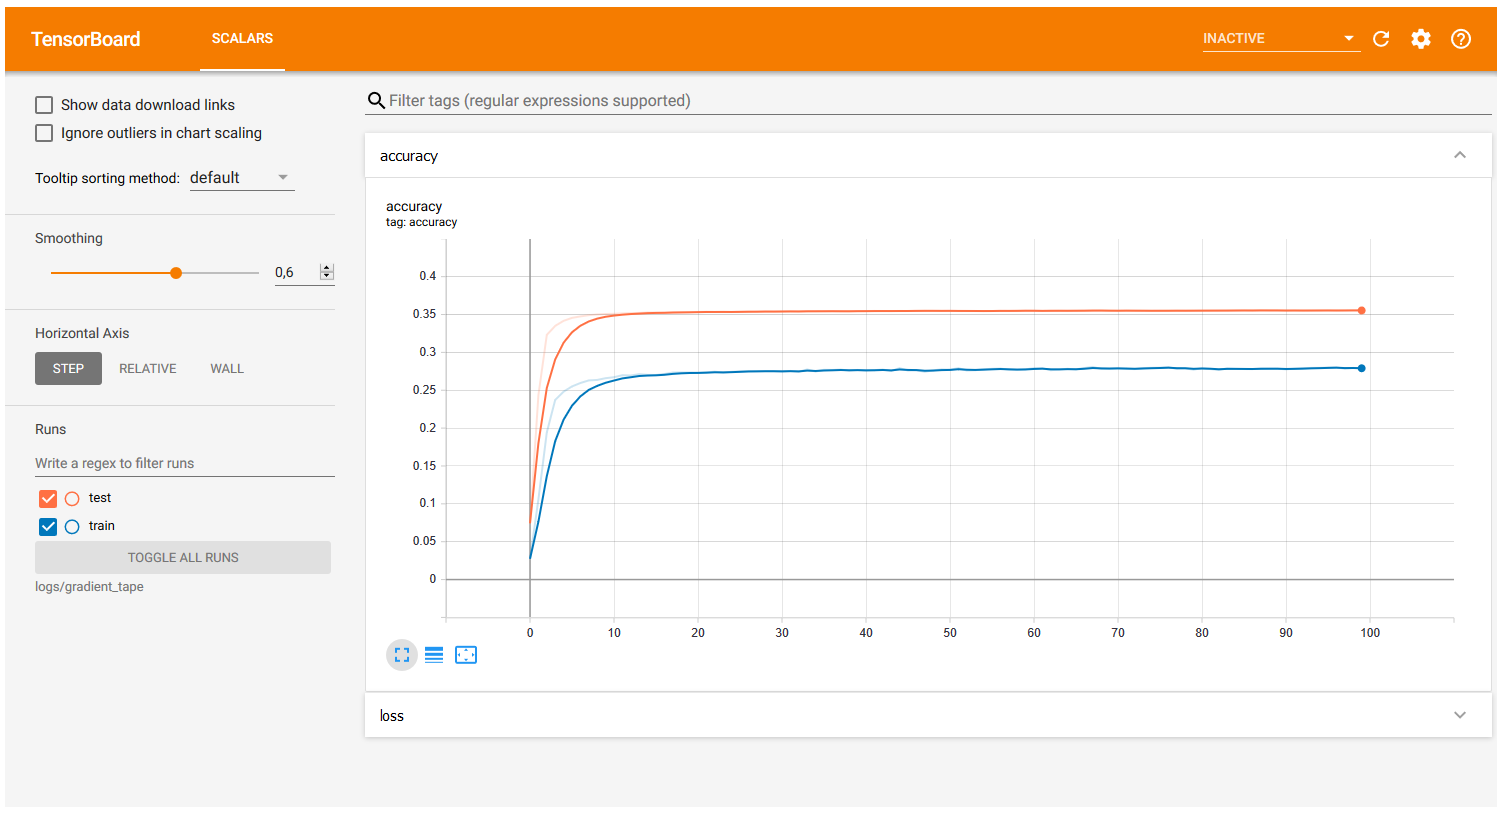 TensorBoard
SCALARS
INACTIVE
Show data download links
Ignore outliers in chart scaling
Tooltip sorting method: default
Smoothing
0,6
Horizontal Axis
STEP RELATIVE WALL
Runs
Write a regex to filter runs
test
train
TOGGLE ALL RUNS
logs/gradient_tape
Filter tags (regular expressions supported)
accuracy
accuracy
tag: accuracy
0.4
0.35
0.3
0.25
0.2
0.15
0.1
0.05
0
0 10 20 30 40 50 60 70 80 90 100
loss